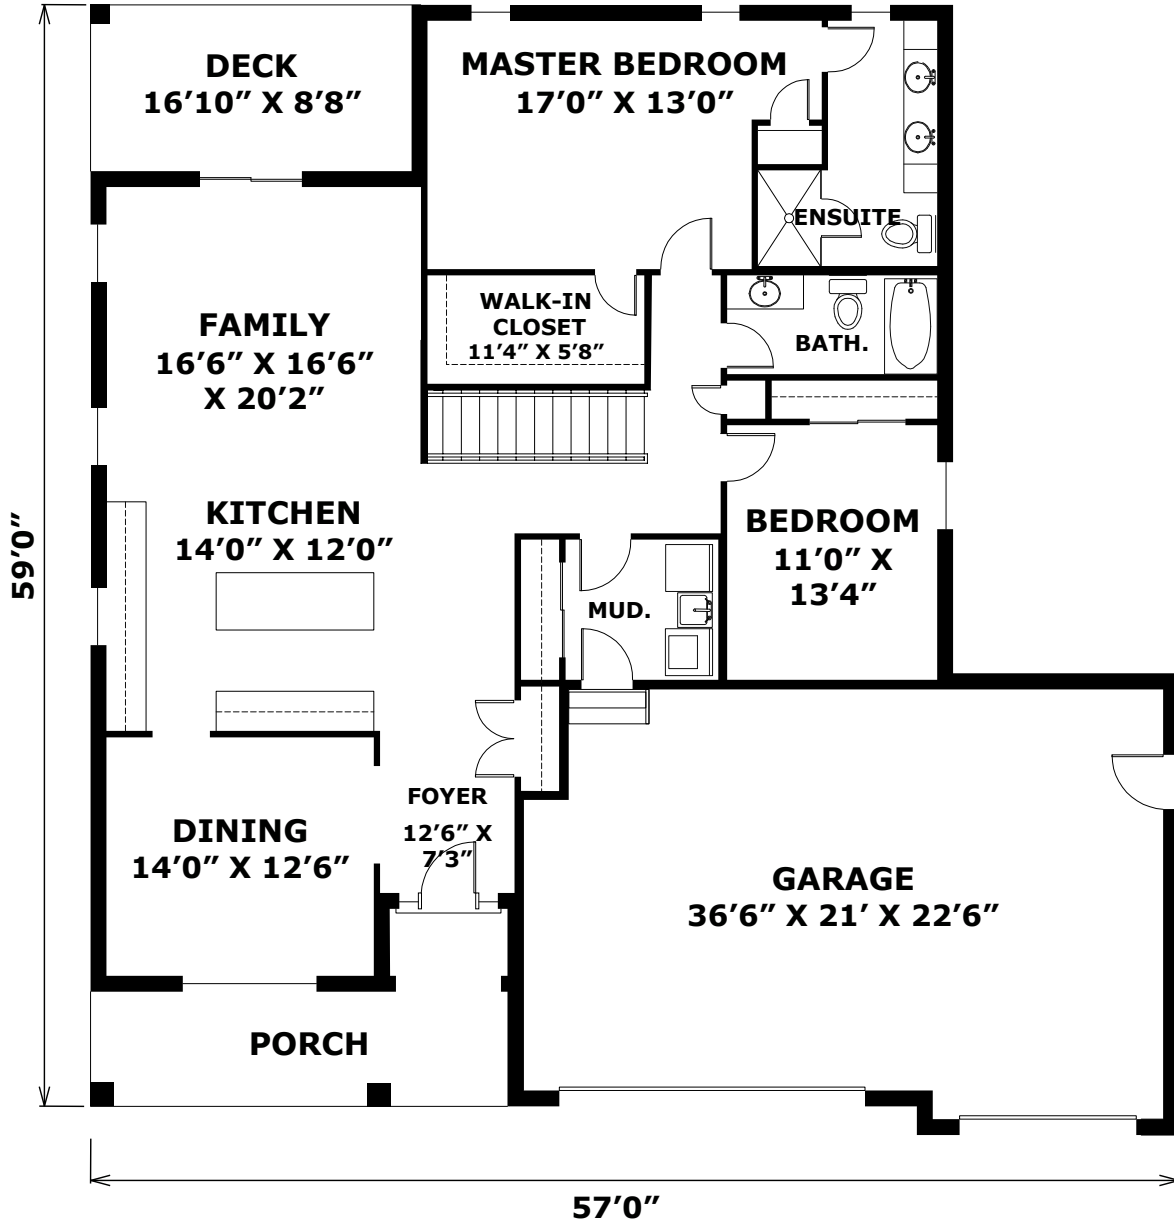 DECK
16’10” X 8’8”
MASTER BEDROOM
17’0” X 13’0”
ENSUITE
WALK-IN
CLOSET
11’4” X 5’8”
BATH.
FAMILY
16’6” X 16’6”
X 20’2”
KITCHEN
14’0” X 12’0”
BEDROOM
11’0” X
13’4”
MUD.
59’0”
FOYER
12’6” X
7’3”
DINING
14’0” X 12’6”
GARAGE
36’6” X 21’ X 22’6”
PORCH
57’0”